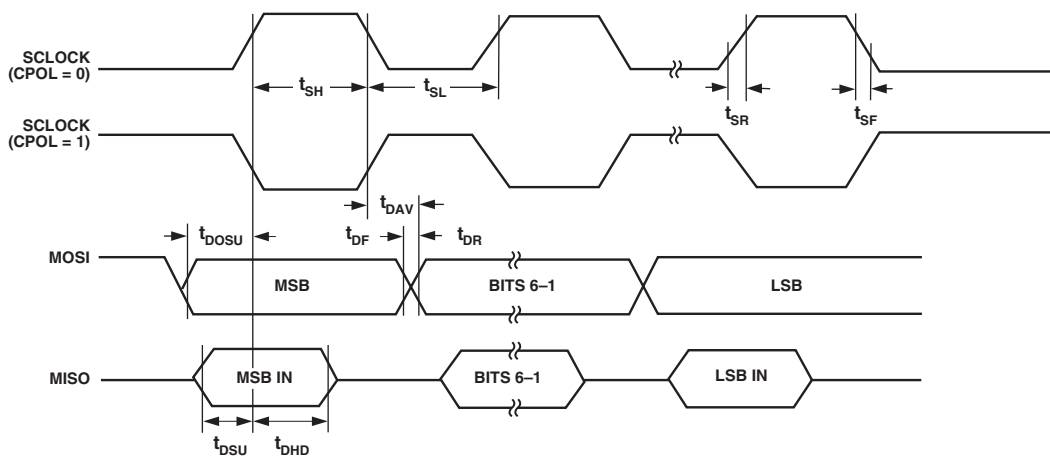 SCLOCK
(CPOL = 0)
tSH
tSL
tSR
tSF
SCLOCK
(CPOL = 1)
tDAV
tDOSU
tDF
tDR
MOSI
MSB
BITS 6–1
LSB
MISO
MSB IN
BITS 6–1
LSB IN
tDSU
tDHD